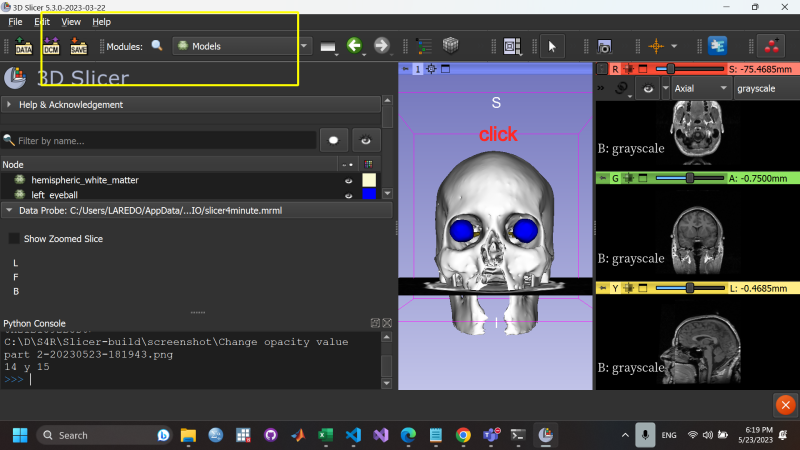 3D Slicer 5.3.0-2023-03-22
File Edit View Help
DATA DCM SAVE Modules: Models
3D Slicer
Help & Acknowledgement
Filter by name...
Node
hemispheric_white_matter
left eyeball
Data Probe: C:/Users/LAREDO/AppData/...IO/slicer4minute.mrml
Show Zoomed Slice
L
F
B
Python Console
C:\D\S4R\Slicer-build\screenshot\Change opacity value
part 2-20230523-181943.png
14 y 15
>>>
1
S
click
I
R S: -75.4685mm
Axial grayscale
B: grayscale
G A: -0.7500mm
B: grayscale
Y L: -0.4685mm
B: grayscale
Search
ENG
6:19 PM
5/23/2023